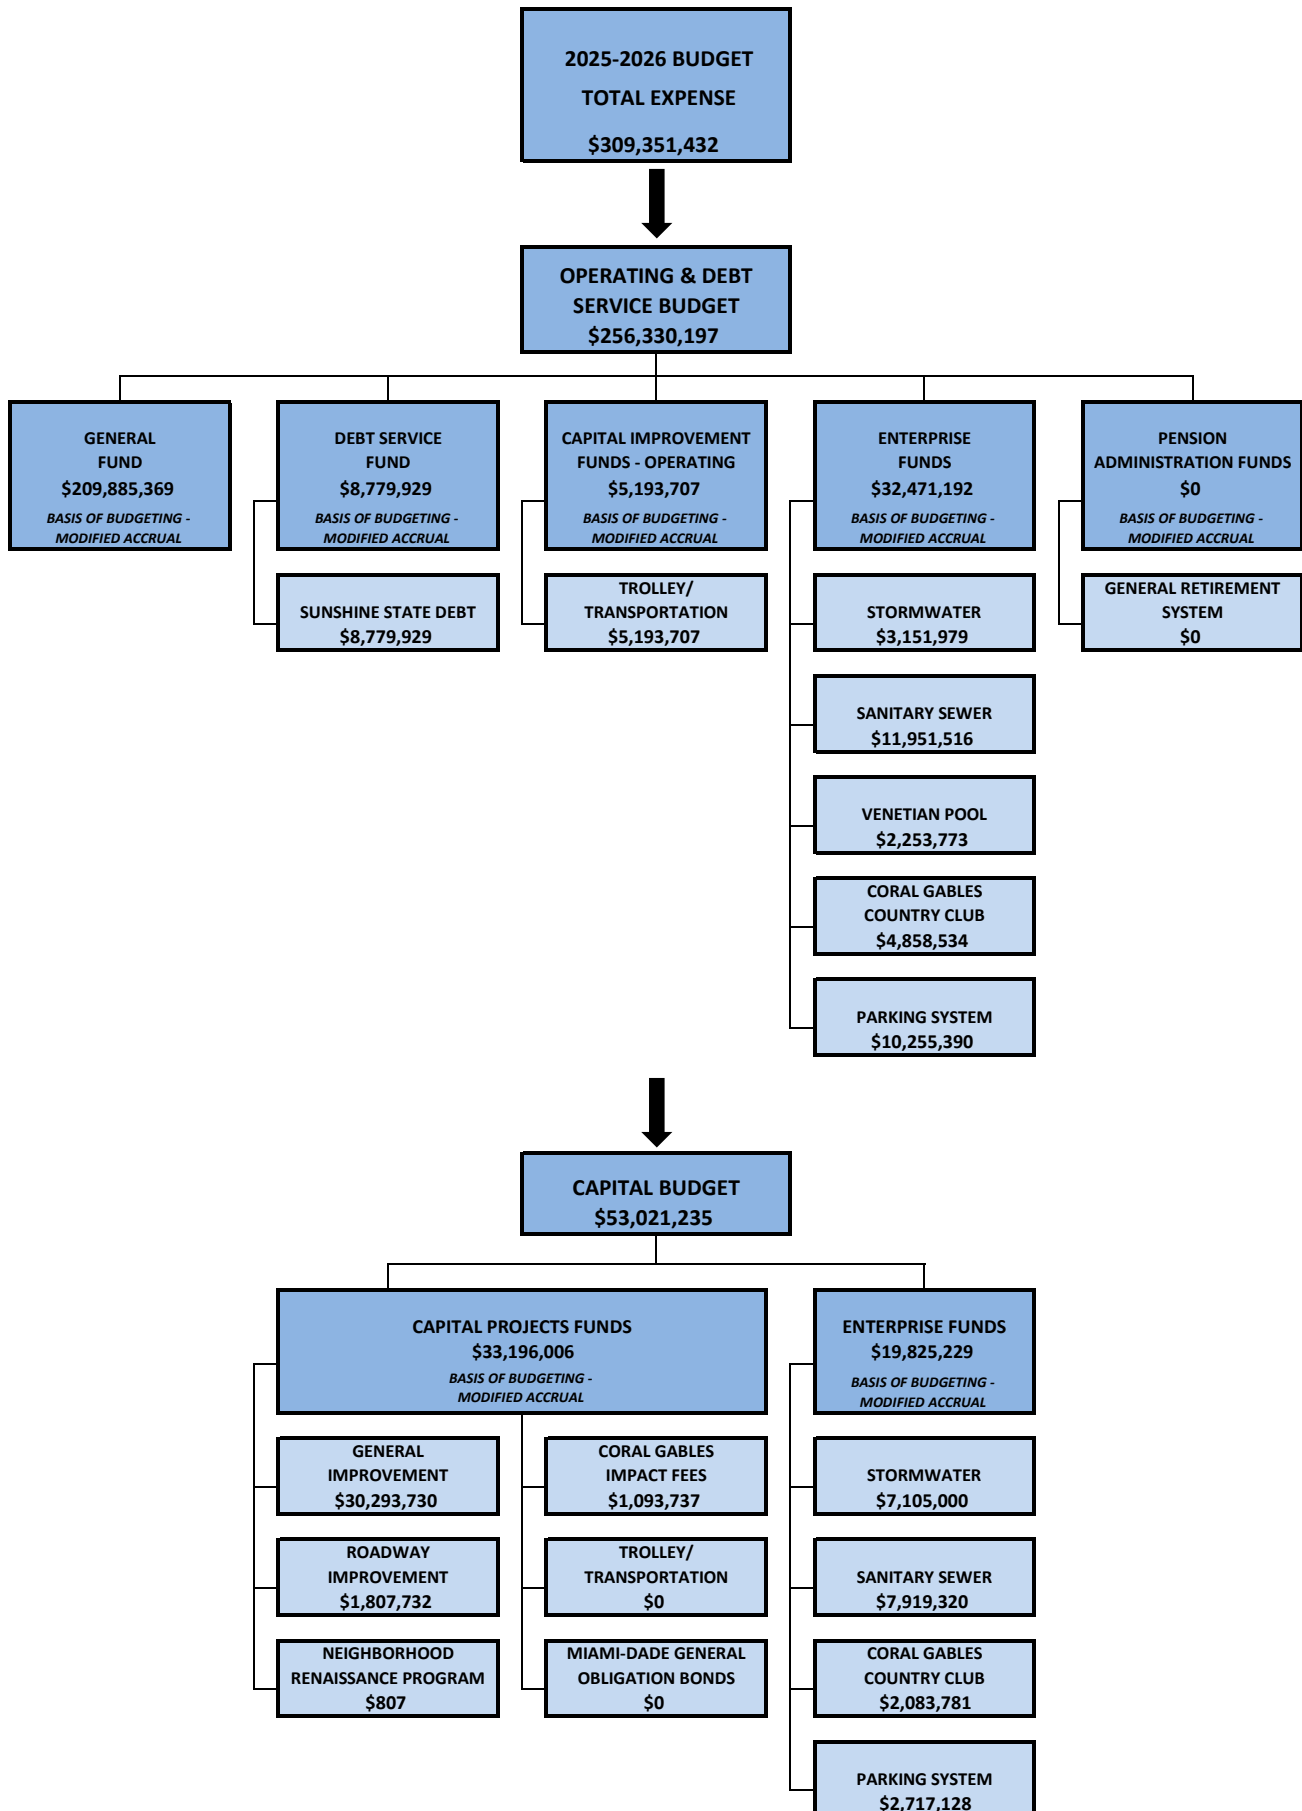 2025-2026 BUDGET
TOTAL EXPENSE
$309,351,432
OPERATING & DEBT
SERVICE BUDGET
$256,330,197
GENERAL
FUND
$209,885,369
BASIS OF BUDGETING -
MODIFIED ACCRUAL
DEBT SERVICE
FUND
$8,779,929
BASIS OF BUDGETING -
MODIFIED ACCRUAL
SUNSHINE STATE DEBT
$8,779,929
CAPITAL IMPROVEMENT
FUNDS - OPERATING
$5,193,707
BASIS OF BUDGETING -
MODIFIED ACCRUAL
TROLLEY/
TRANSPORTATION
$5,193,707
ENTERPRISE
FUNDS
$32,471,192
BASIS OF BUDGETING -
MODIFIED ACCRUAL
STORMWATER
$3,151,979
SANITARY SEWER
$11,951,516
VENETIAN POOL
$2,253,773
CORAL GABLES
COUNTRY CLUB
$4,858,534
PARKING SYSTEM
$10,255,390
PENSION
ADMINISTRATION FUNDS
$0
BASIS OF BUDGETING -
MODIFIED ACCRUAL
GENERAL RETIREMENT
SYSTEM
$0
CAPITAL BUDGET
$53,021,235
CAPITAL PROJECTS FUNDS
$33,196,006
BASIS OF BUDGETING -
MODIFIED ACCRUAL
GENERAL
IMPROVEMENT
$30,293,730
ROADWAY
IMPROVEMENT
$1,807,732
NEIGHBORHOOD
RENAISSANCE PROGRAM
$807
CORAL GABLES
IMPACT FEES
$1,093,737
TROLLEY/
TRANSPORTATION
$0
MIAMI-DADE GENERAL
OBLIGATION BONDS
$0
ENTERPRISE FUNDS
$19,825,229
BASIS OF BUDGETING -
MODIFIED ACCRUAL
STORMWATER
$7,105,000
SANITARY SEWER
$7,919,320
CORAL GABLES
COUNTRY CLUB
$2,083,781
PARKING SYSTEM
$2,717,128